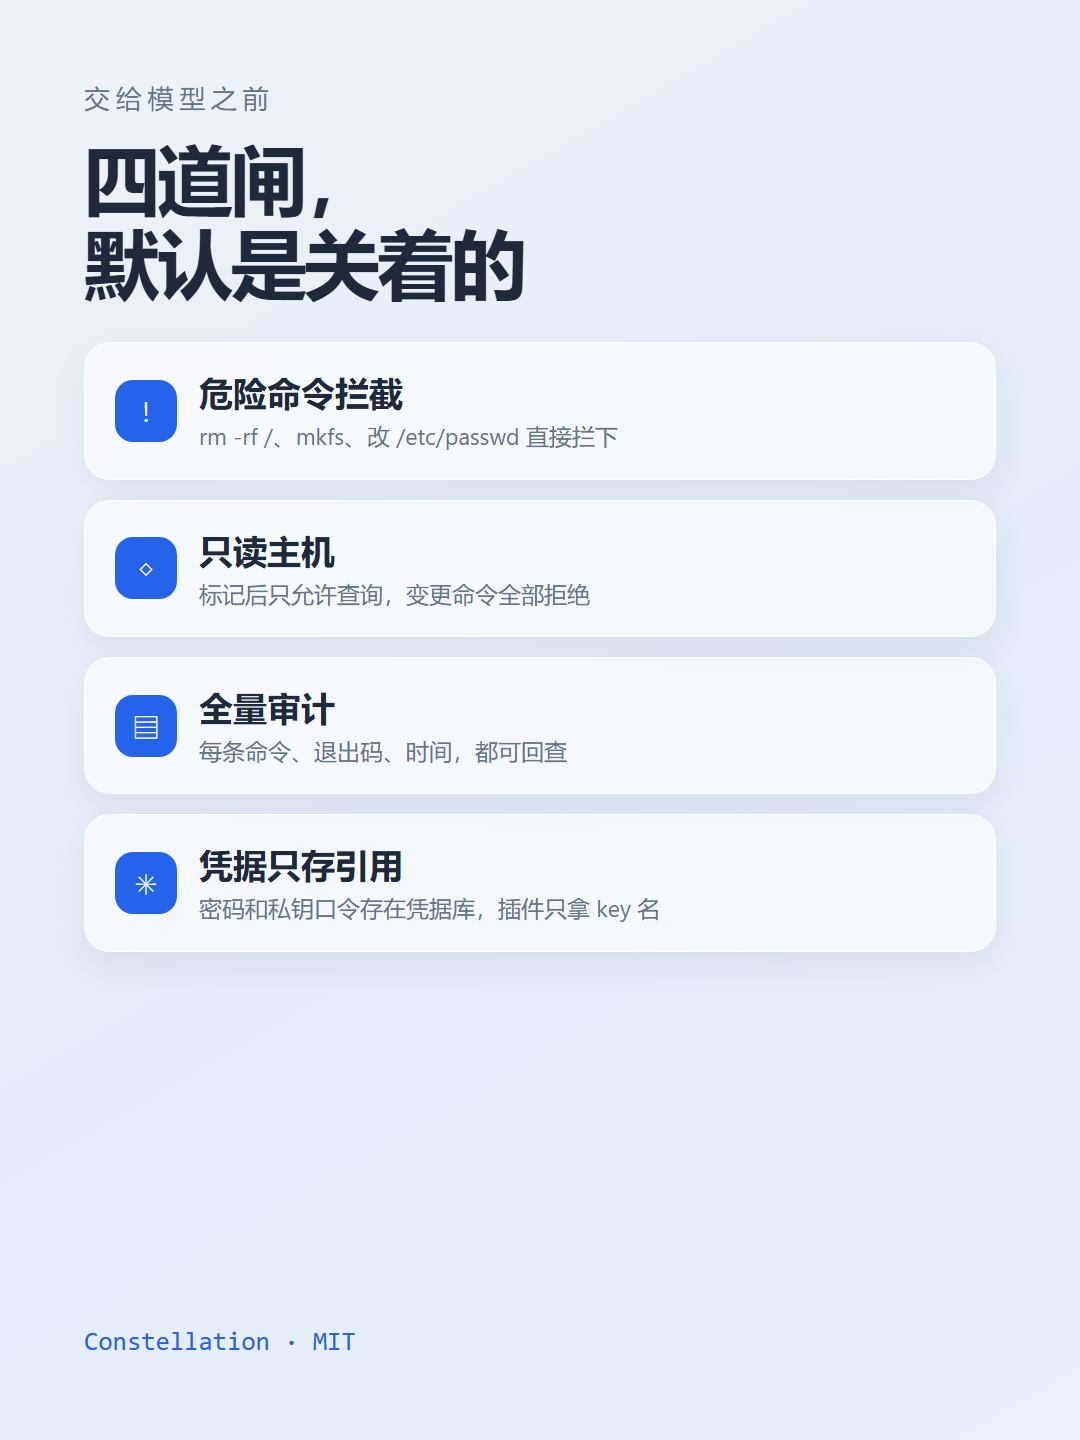 交给模型之前
四道闸，
默认是关着的
!
危险命令拦截
rm -rf /、mkfs、改 /etc/passwd 直接拦下
只读主机
标记后只允许查询，变更命令全部拒绝
全量审计
每条命令、退出码、时间，都可回查
凭据只存引用
密码和私钥口令存在凭据库，插件只拿 key 名
Constellation · MIT